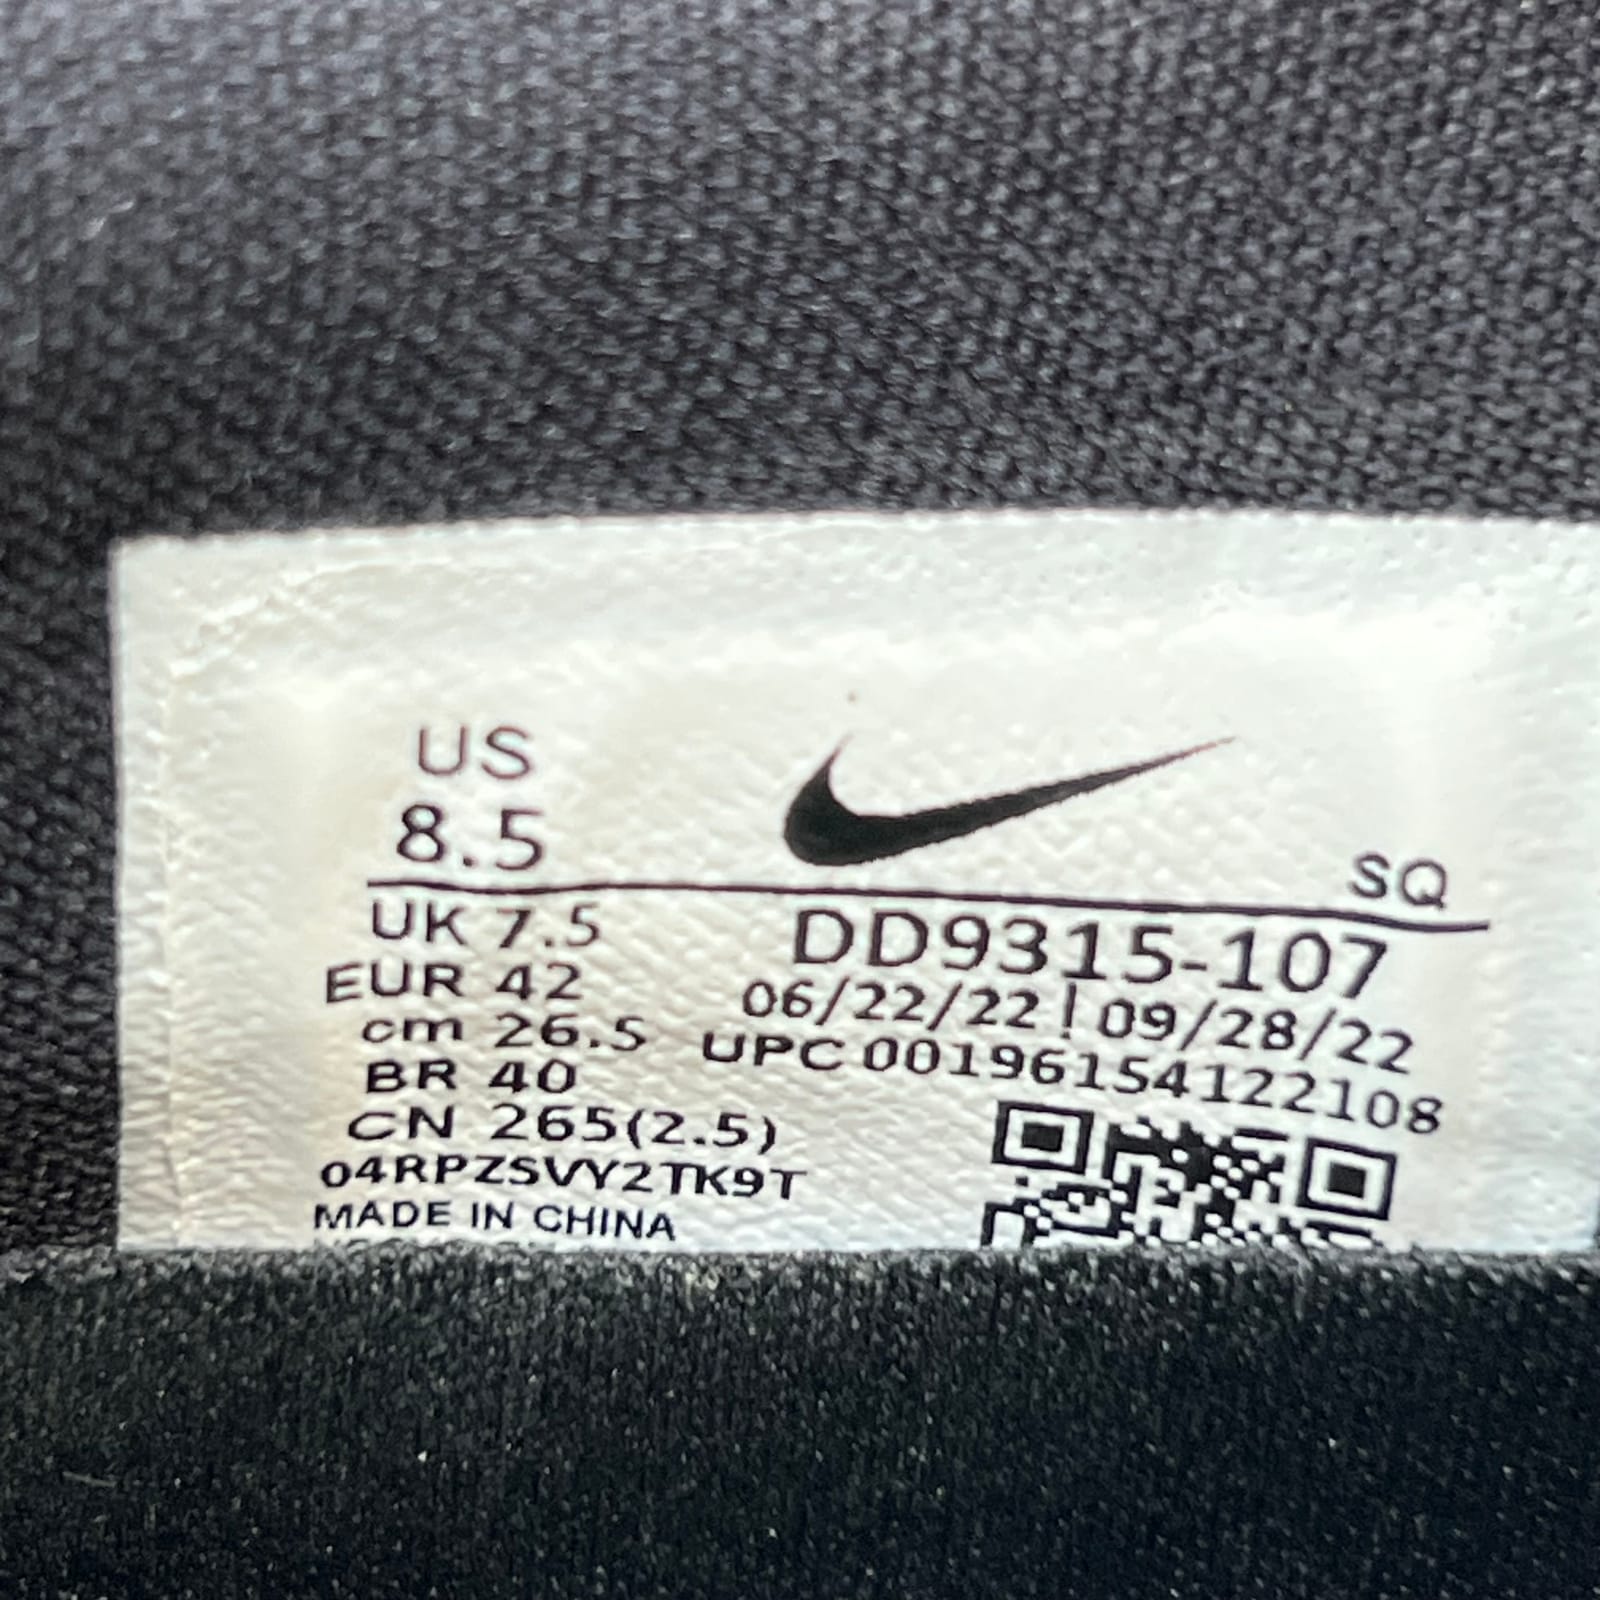 US
8.5
SQ
UK 7.5
EUR 42
cm 26.5
BR 40
CN 265(2.5)
04RPZSVY2TK9T
MADE IN CHINA
DD9315-107
06/22/22 | 09/28/22
UPC 00196154122108